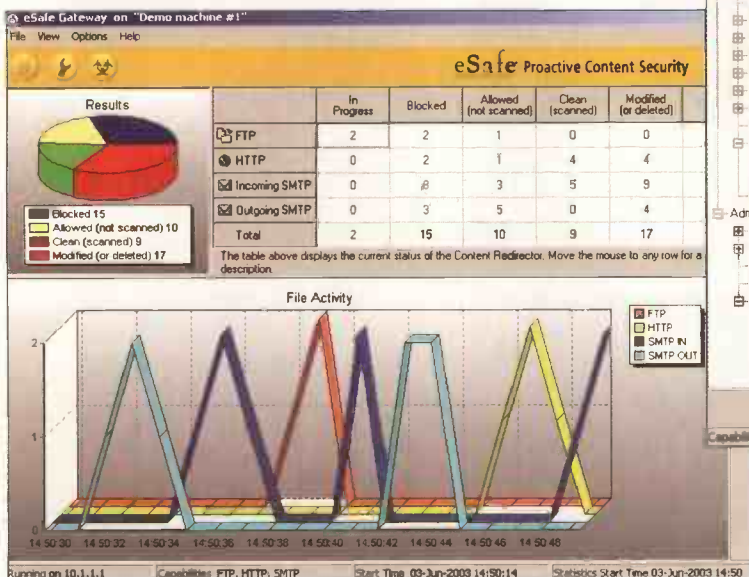 eSafe Gateway on "Demo machine #1"
File View Options Help
eSafe Proactive Content Security
Results
Blocked 15
Allowed (not scanned) 10
Clean (scanned) 9
Modified (or deleted) 17
In Progress Blocked Allowed (not scanned) Clean (scanned) Modified (or deleted)
FTP 2 2 1 0 0
HTTP 0 2 1 4 4
Incoming SMTP 0 8 3 5 9
Outgoing SMTP 0 3 5 0 4
Total 2 15 10 9 17
The table above displays the current status of the Content Redirector. Move the mouse to any row for a
description.
File Activity
FTP
HTTP
SMTP IN
SMTP OUT
2
1
0
14:50:30 14:50:32 14:50:34 14:50:36 14:50:38 14:50:40 14:50:42 14:50:44 14:50:46 14:50:48
Running on 10.1.1.1 Capabilities FTP, HTTP, SMTP Start Time 03-Jun-2003 14:50:14 Statistics Start Time 03-Jun-2003 14:50